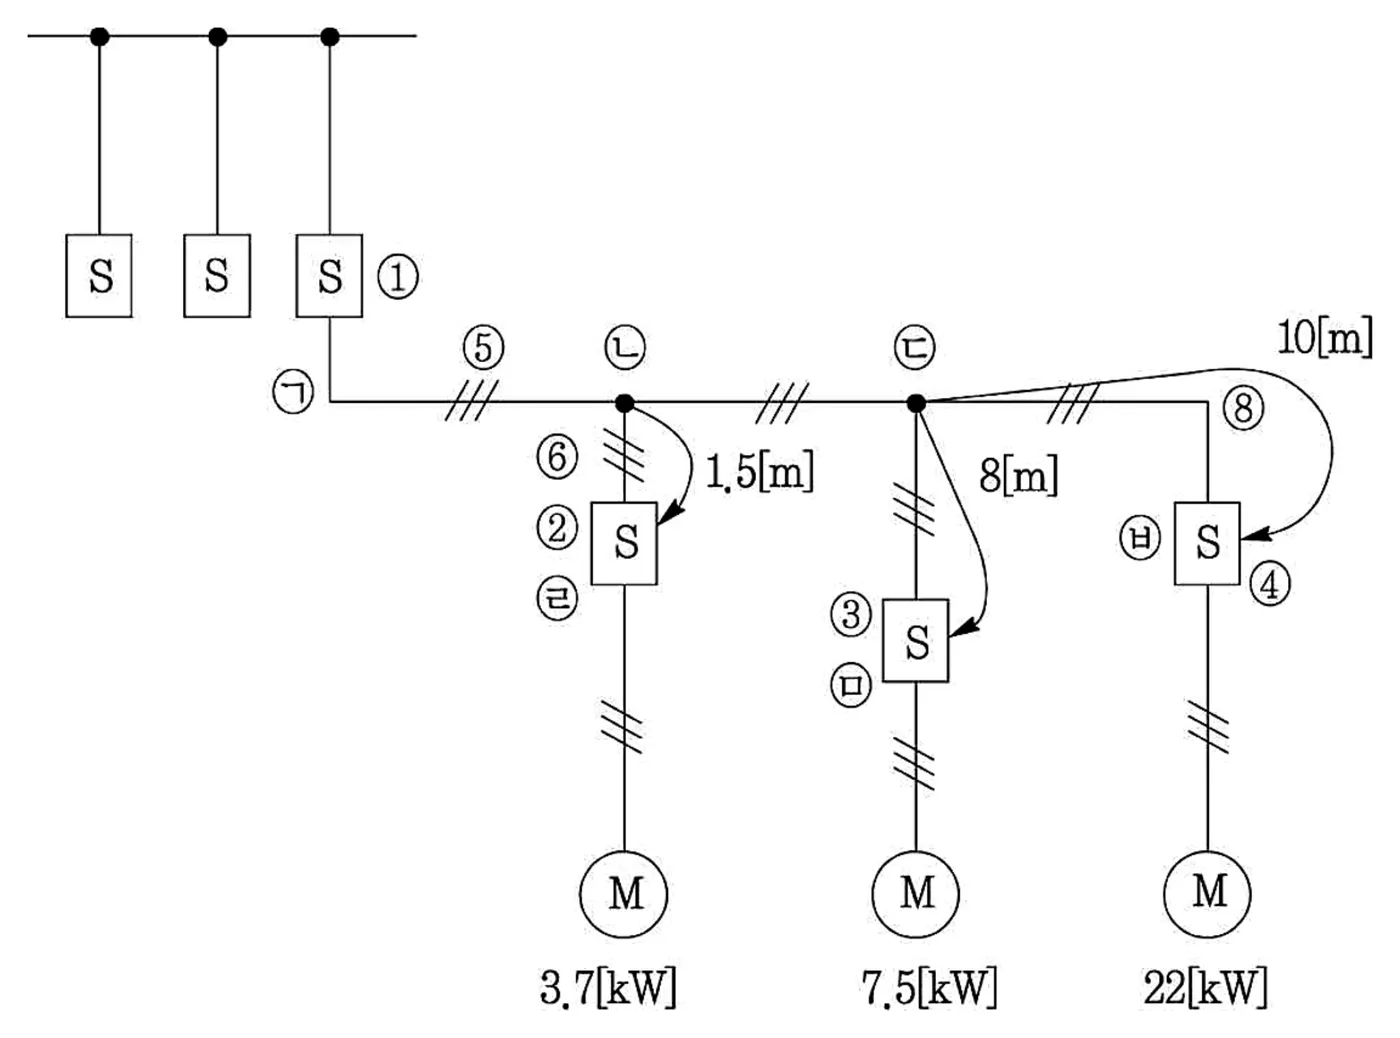 S S S ①
10[m]
⑤ ㉡ ㉢
㉠ ⑧
⑥ 1.5[m] 8[m]
② S ㉥ S
㉣ ③ ④
S
㉤
M M M
3.7[kW] 7.5[kW] 22[kW]